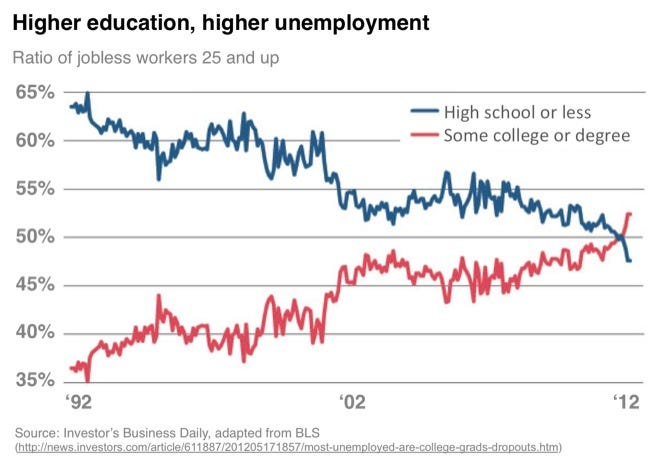 Higher education, higher unemployment
Ratio of jobless workers 25 and up
65%
High school or less
Some college or degree
60%
55%
50%
45%
40%
35%
‘92 ‘02 ‘12
Source: Investor’s Business Daily, adapted from BLS
(http://news.investors.com/article/611887/201205171857/most-unemployed-are-college-grads-dropouts.htm)